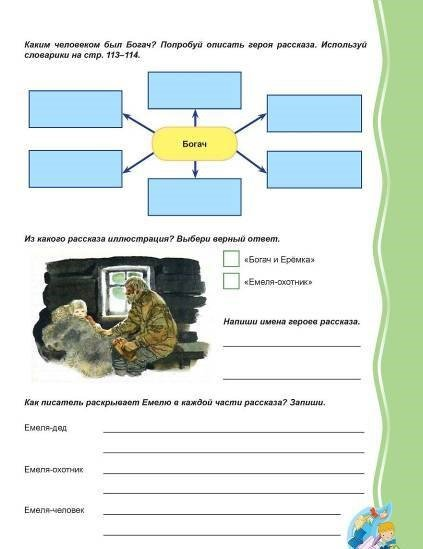 Каким человеком был Богач? Попробуй описать героя рассказа. Используй
словарики на стр. 113–114.
Богач
Из какого рассказа иллюстрация? Выбери верный ответ.
«Богач и Ерёмка»
«Емеля-охотник»
Напиши имена героев рассказа.
Как писатель раскрывает Емелю в каждой части рассказа? Запиши.
Емеля-дед
Емеля-охотник
Емеля-человек